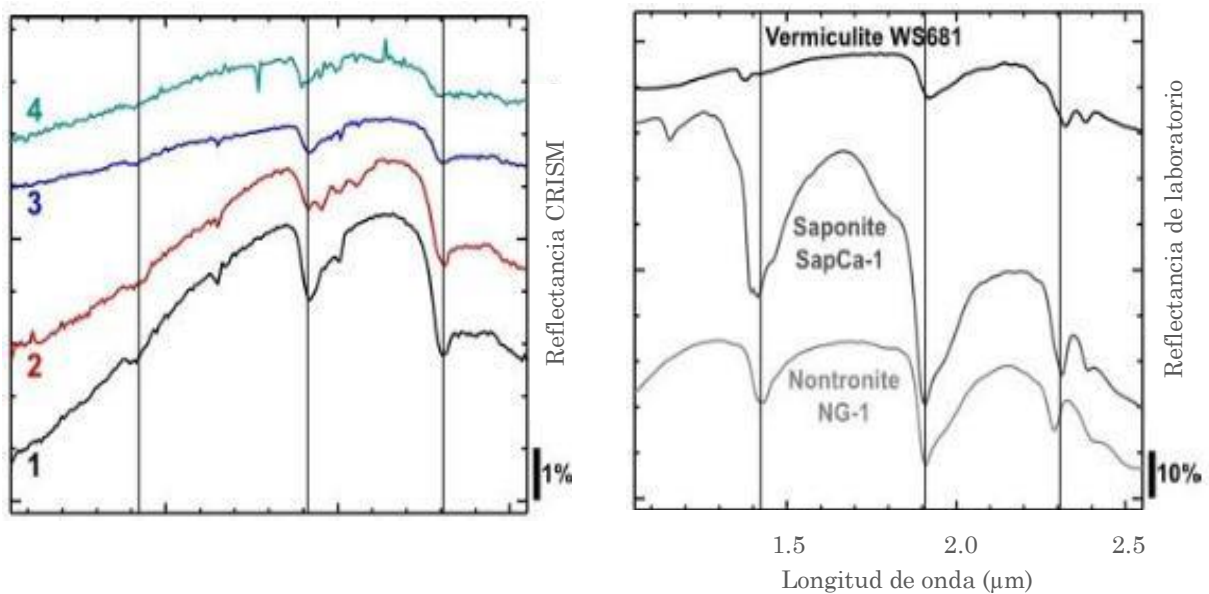 4
3
2
1
1%
Reflectancia CRISM
Vermiculite WS681
Saponite
SapCa-1
Nontronite
NG-1
10%
Reflectancia de laboratorio
1.5 2.0 2.5
Longitud de onda (µm)